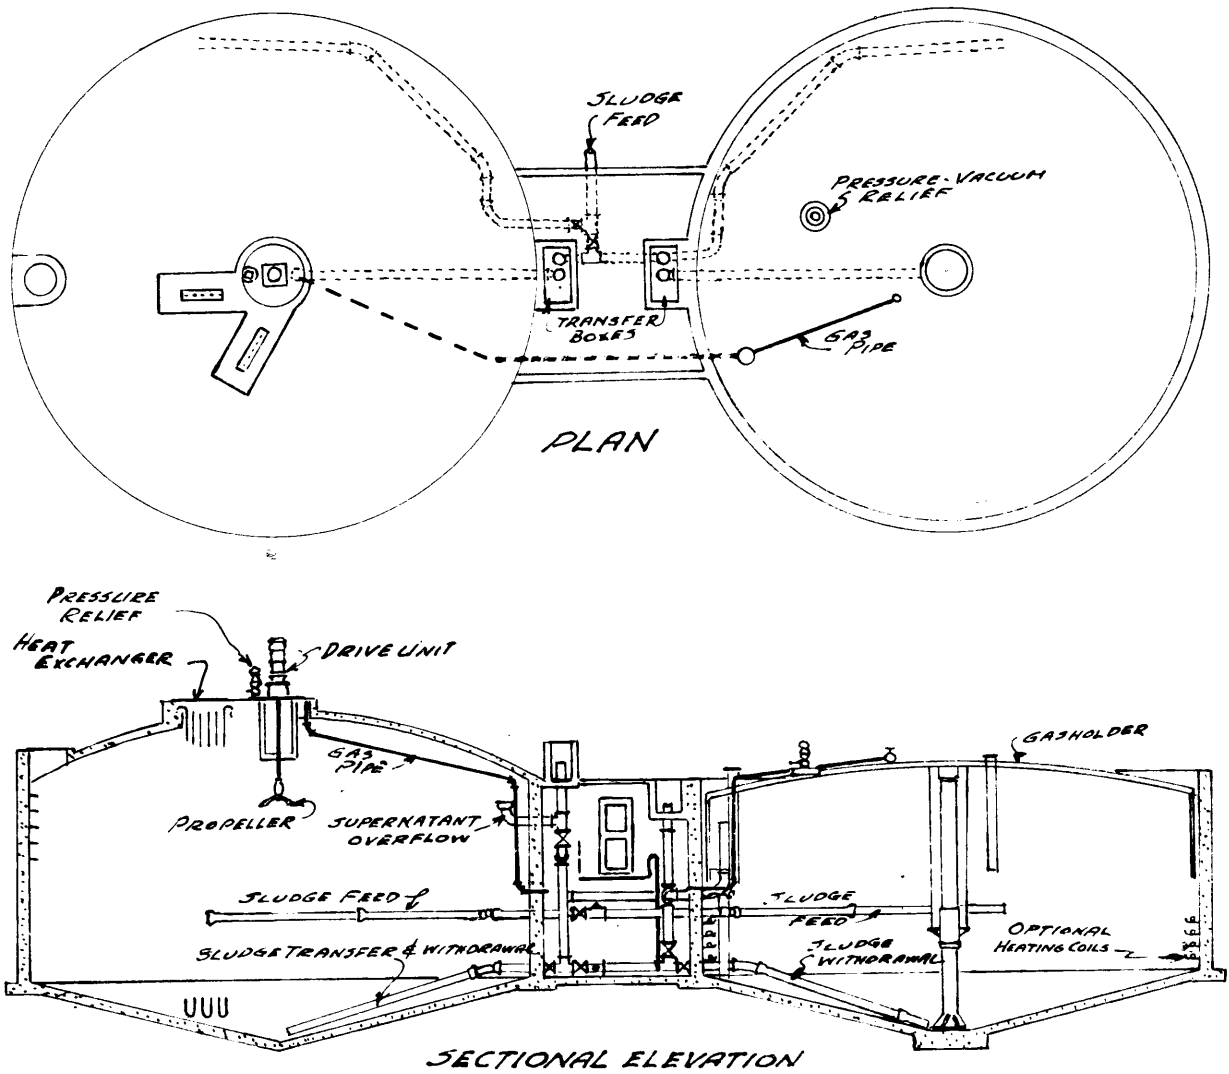 SLUDGE
FEED
PRESSURE-VACUUM
RELIEF
TRANSFER
BOXES
GAS
PIPE
PLAN
PRESSURE
RELIEF
HEAT
EXCHANGER
DRIVE UNIT
GAS
PIPE
PROPELLER
SUPERNATANT
OVERFLOW
GASHOLDER
SLUDGE FEED
SLUDGE
FEED
SLUDGE TRANSFER & WITHDRAWAL
SLUDGE
WITHDRAWAL
OPTIONAL
HEATING COILS
SECTIONAL ELEVATION